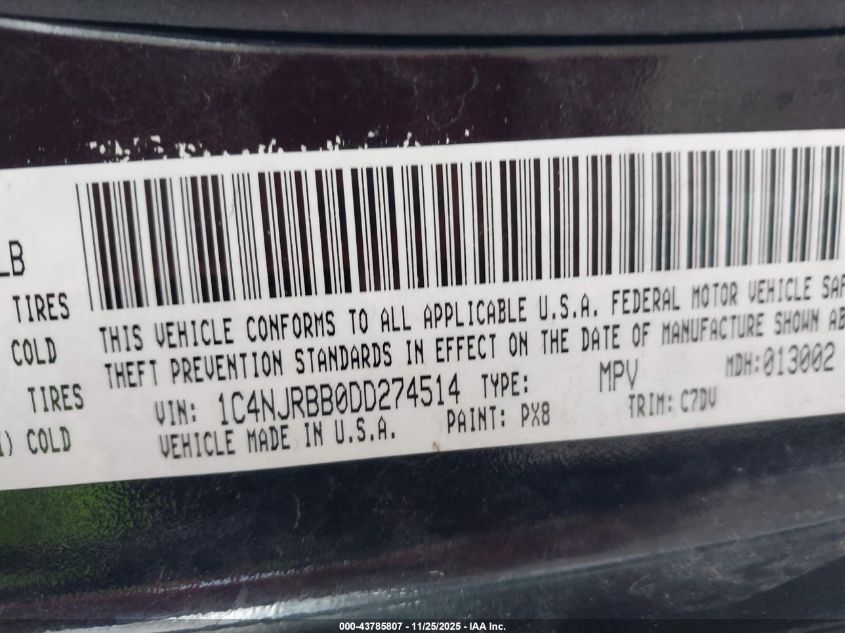 LB
TIRES
COLD
TIRES
) COLD
THIS VEHICLE CONFORMS TO ALL APPLICABLE U.S.A. FEDERAL MOTOR VEHICLE SAF
THEFT PREVENTION STANDARDS IN EFFECT ON THE DATE OF MANUFACTURE SHOWN AB
VIN: 1C4NJRBB0DD274514 TYPE: MPV MDH:013002
VEHICLE MADE IN U.S.A. PAINT: PX8 TRIM: C7DV
000-43785807 - 11/25/2025 - IAA Inc.